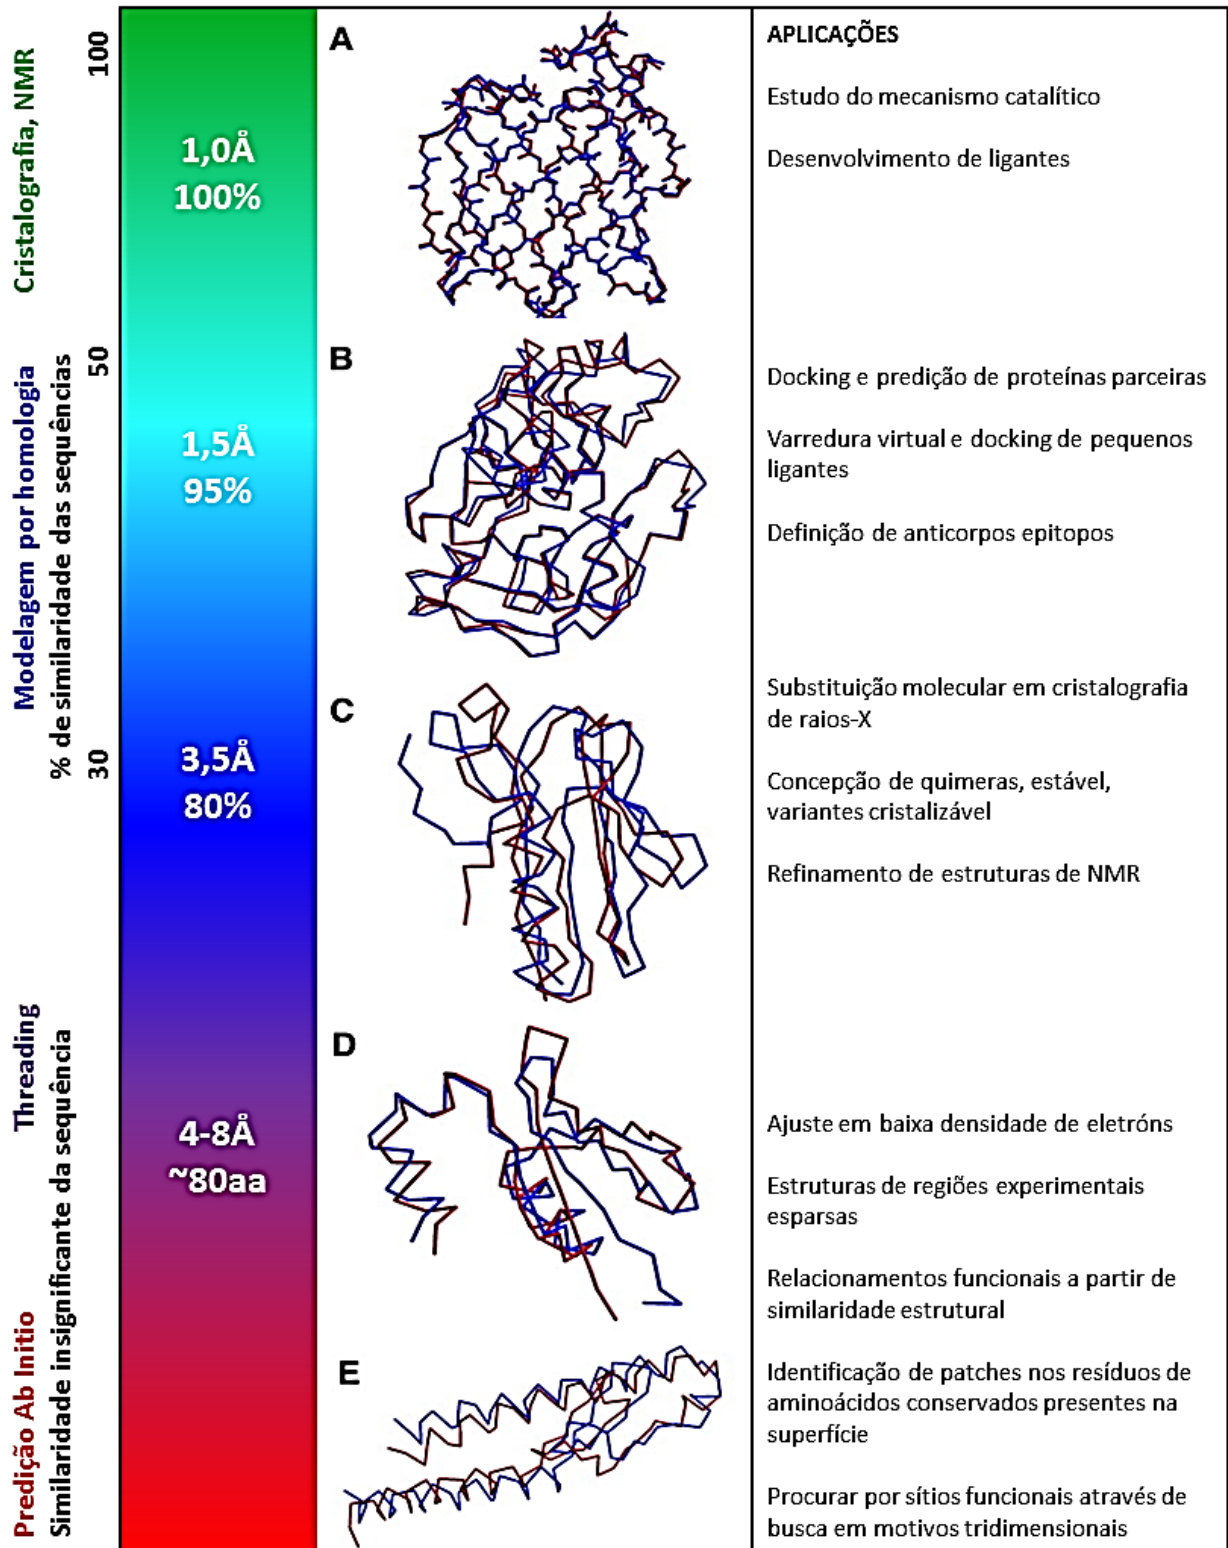 Cristalografia, NMR
Modelagem por homologia
% de similaridade das sequências
Threading
Predição Ab Initio
Similaridade insignificante da sequência
100
50
30
1,0Å
100%
1,5Å
95%
3,5Å
80%
4-8Å
~80aa
A
B
C
D
E
APLICAÇÕES
Estudo do mecanismo catalítico
Desenvolvimento de ligantes
Docking e predição de proteínas parceiras
Varredura virtual e docking de pequenos
ligantes
Definição de anticorpos epitopos
Substituição molecular em cristalografia
de raios-X
Concepção de quimeras, estável,
variantes cristalizável
Refinamento de estruturas de NMR
Ajuste em baixa densidade de eletróns
Estruturas de regiões experimentais
esparsas
Relacionamentos funcionais a partir de
similaridade estrutural
Identificação de patches nos resíduos de
aminoácidos conservados presentes na
superfície
Procurar por sítios funcionais através de
busca em motivos tridimensionais